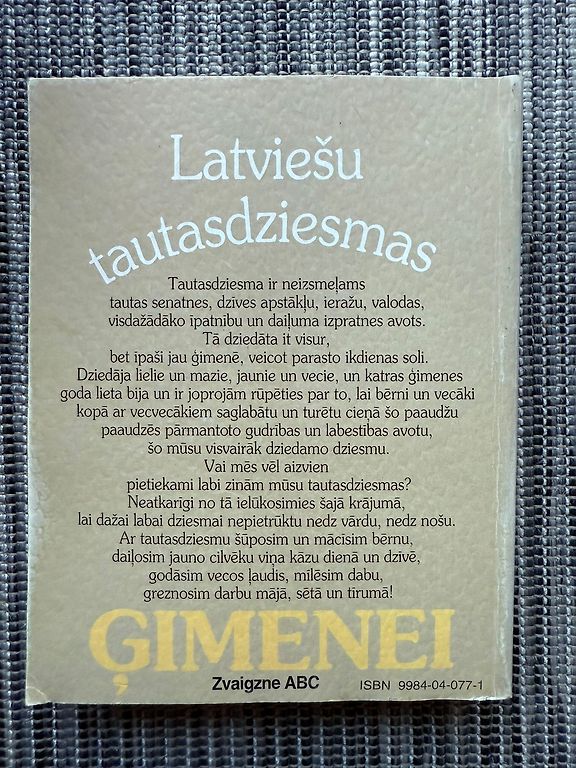 Latviešu
tautasdziesmas
Tautasdziesma ir neizsmeļams
tautas senatnes, dzīves apstākļu, ieražu, valodas,
visdažādāko īpatnību un daiļuma izpratnes avots.
Tā dziedāta it visur,
bet īpaši jau ģimenē, veicot parasto ikdienas soli.
Dziedāja lielie un mazie, jaunie un vecie, un katras ģimenes
goda lieta bija un ir joprojām rūpēties par to, lai bērni un vecāki
kopā ar vecvecākiem saglabātu un turētu cieņā šo paaudžu
paaudzēs pārmantoto gudrības un labestības avotu,
šo mūsu visvairāk dziedamo dziesmu.
Vai mēs vēl aizvien
pietiekami labi zinām mūsu tautasdziesmas?
Neatkarīgi no tā ielūkosimies šajā krājumā,
lai dažai labai dziesmai nepietrūktu nedz vārdu, nedz nošu.
Ar tautasdziesmu šūposim un mācīsim bērnu,
daiļosim jauno cilvēku viņa kāzu dienā un dzīvē,
godāsim vecos ļaudis, mīlēsim dabu,
greznosim darbu mājā, sētā un tīrumā!
ĢIMENEI
Zvaigzne ABC
ISBN 9984-04-077-1